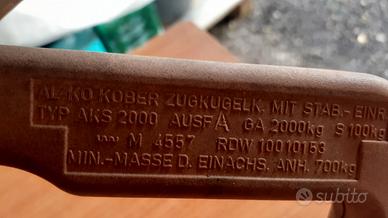 AL-KO KOBER ZUGKUGELK. MIT STAB.- EINR
TYP AKS 2000 AUSF A GA 2000kg S 100kg
M 4557 RDW 10010153
MIN.-MASSE D. EINACHS. ANH. 700kg
subito